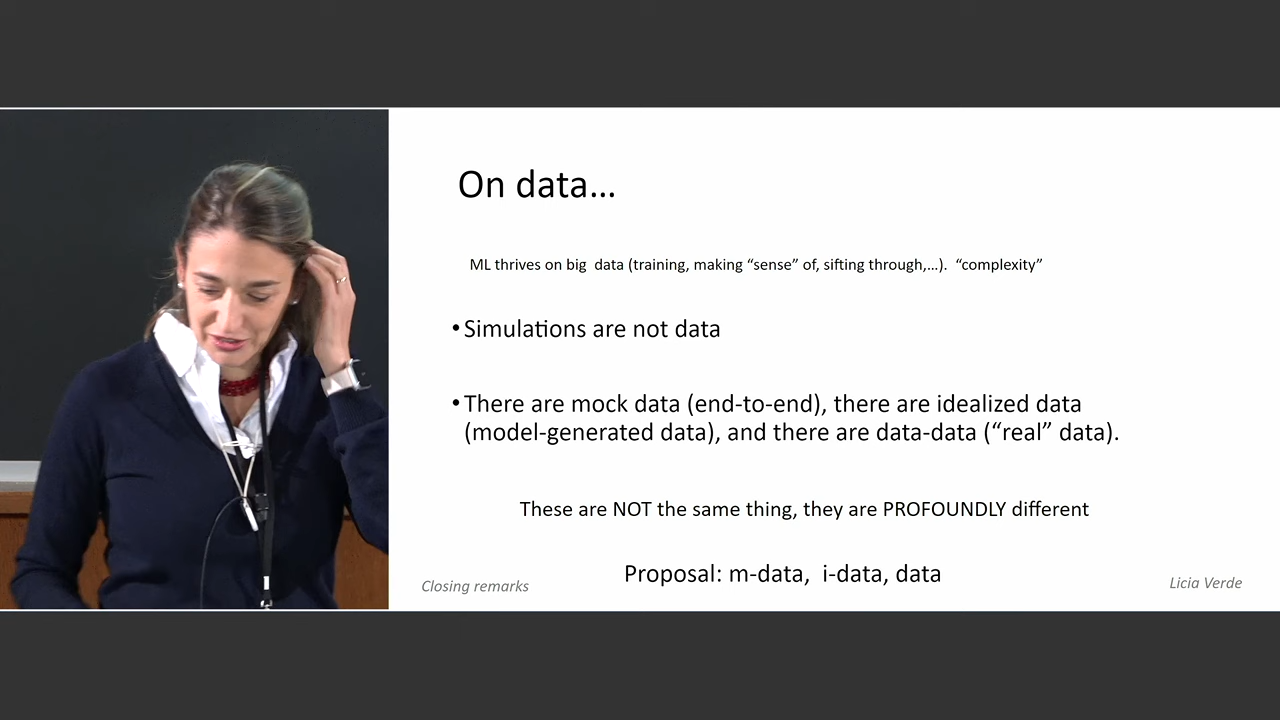 On data...
ML thrives on big data (training, making “sense” of, sifting through,...). “complexity”
•Simulations are not data
•There are mock data (end-to-end), there are idealized data
(model-generated data), and there are data-data (“real” data).
These are NOT the same thing, they are PROFOUNDLY different
Proposal: m-data, i-data, data
Closing remarks
Licia Verde